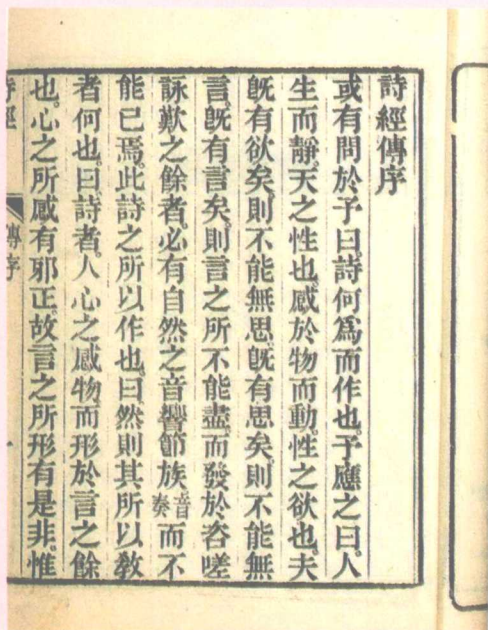 詩經傳序
或有問於予曰。詩何爲而作也。予應之曰。人
生而靜。天之性也。感於物而動。性之欲也。夫
旣有欲矣。則不能無思。旣有思矣。則不能無
言。旣有言矣。則言之所不能盡。而發於咨嗟
詠歎之餘者。必有自然之音響節族音奏而不
能已焉。此詩之所以作也。曰。然則其所以敎
者何也。曰。詩者。人心之感物。而形於言之餘
也。心之所感有邪正。故言之所形有是非。惟
詩經 傳序 一